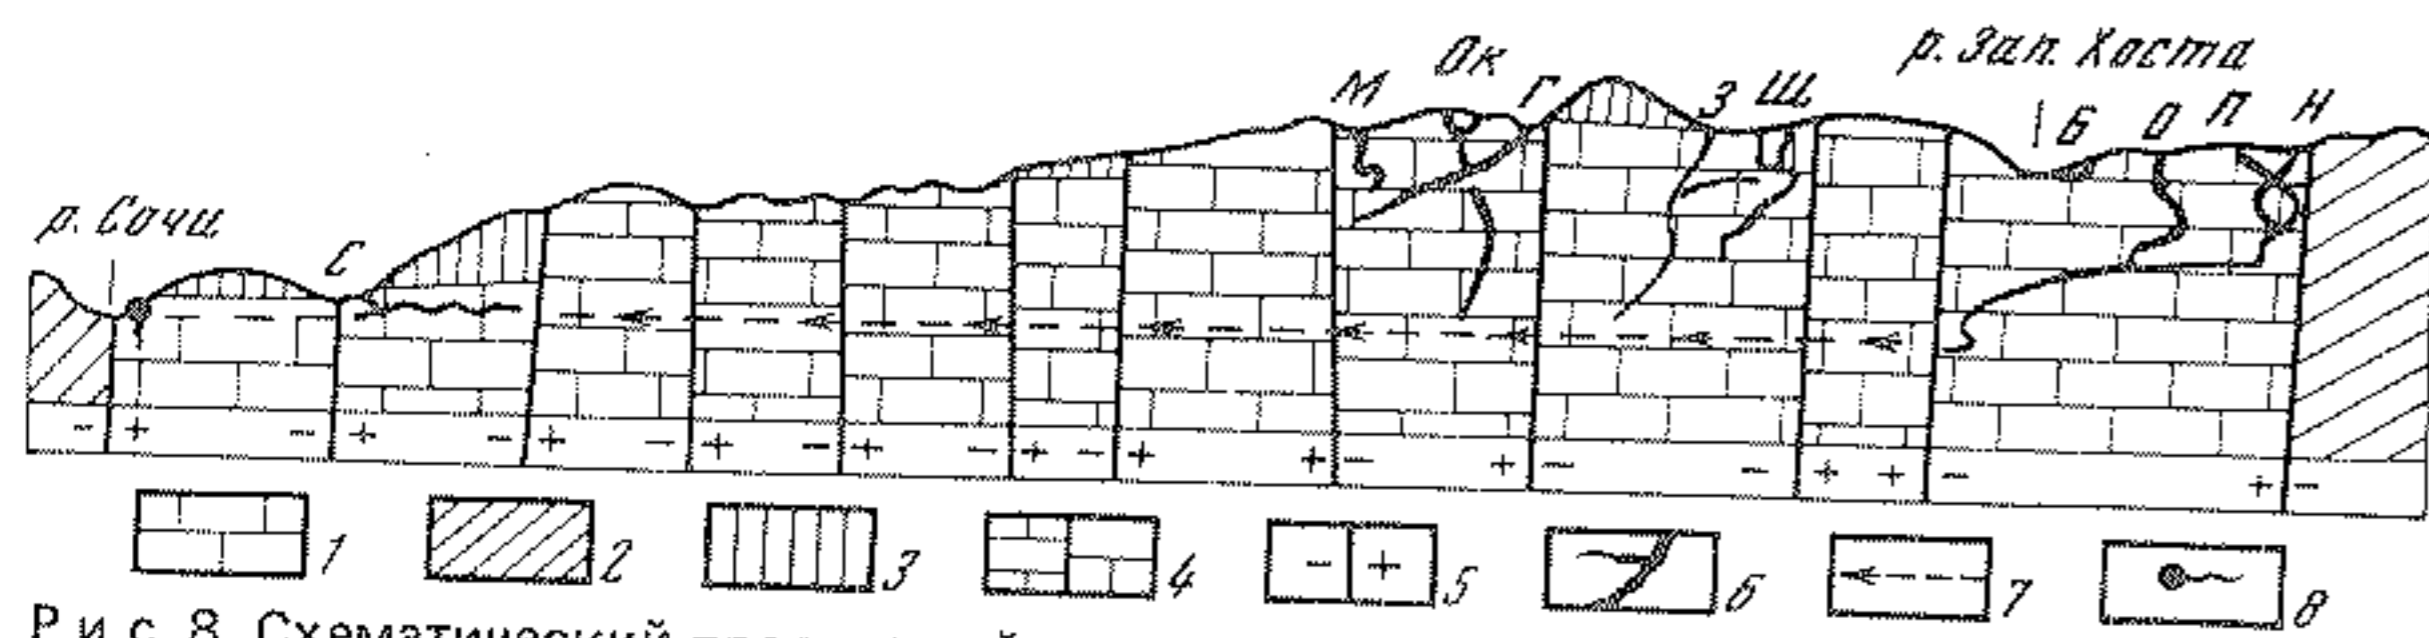 р. Зап. Хоста
Ок
М Г З Щ Б О П Н
р. Сочи
С
- + - + - + - + - + - + - + + - + - - + + - + -
1 2 3 4 - + 5 6 7 8
Рис. 8. Схематический